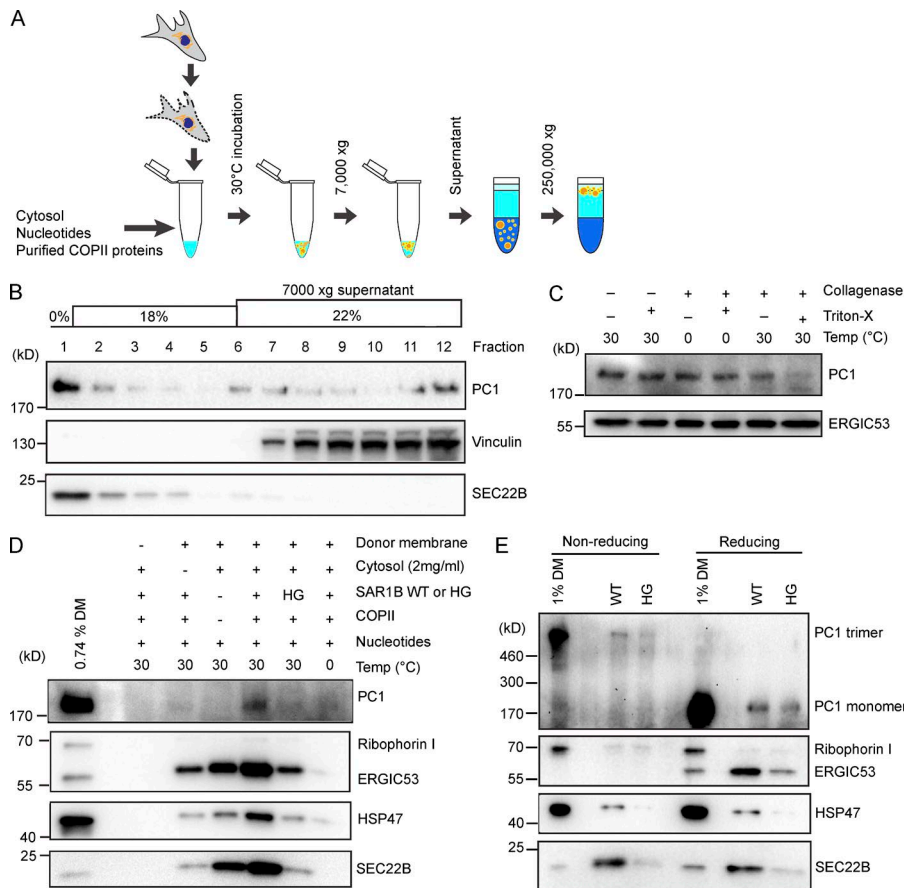 A
30°C incubation
7,000 xg
Supernatant
250,000 xg
Cytosol
Nucleotides
Purified COPII proteins
B
7000 xg supernatant
0% 18% 22%
(kD) 1 2 3 4 5 6 7 8 9 10 11 12 Fraction
PC1
170
130 Vinculin
25
SEC22B
C
– – + + + + Collagenase
– + – + – + Triton-X
30 30 0 0 30 30 Temp (°C)
(kD)
PC1
170
55 ERGIC53
D
- + + + + + Donor membrane
+ - + + + + Cytosol (2mg/ml)
+ + - + HG + SAR1B WT or HG
+ + - + + + COPII
+ + + + + + Nucleotides
30 30 30 30 30 0 Temp (°C)
0.74 % DM
(kD)
PC1
170
70 Ribophorin I
ERGIC53
55
HSP47
40
25
SEC22B
E
Non-reducing Reducing
1% DM WT HG 1% DM WT HG
(kD)
PC1 trimer
460
300
170 PC1 monomer
70 Ribophorin I
55 ERGIC53
HSP47
40
25
SEC22B